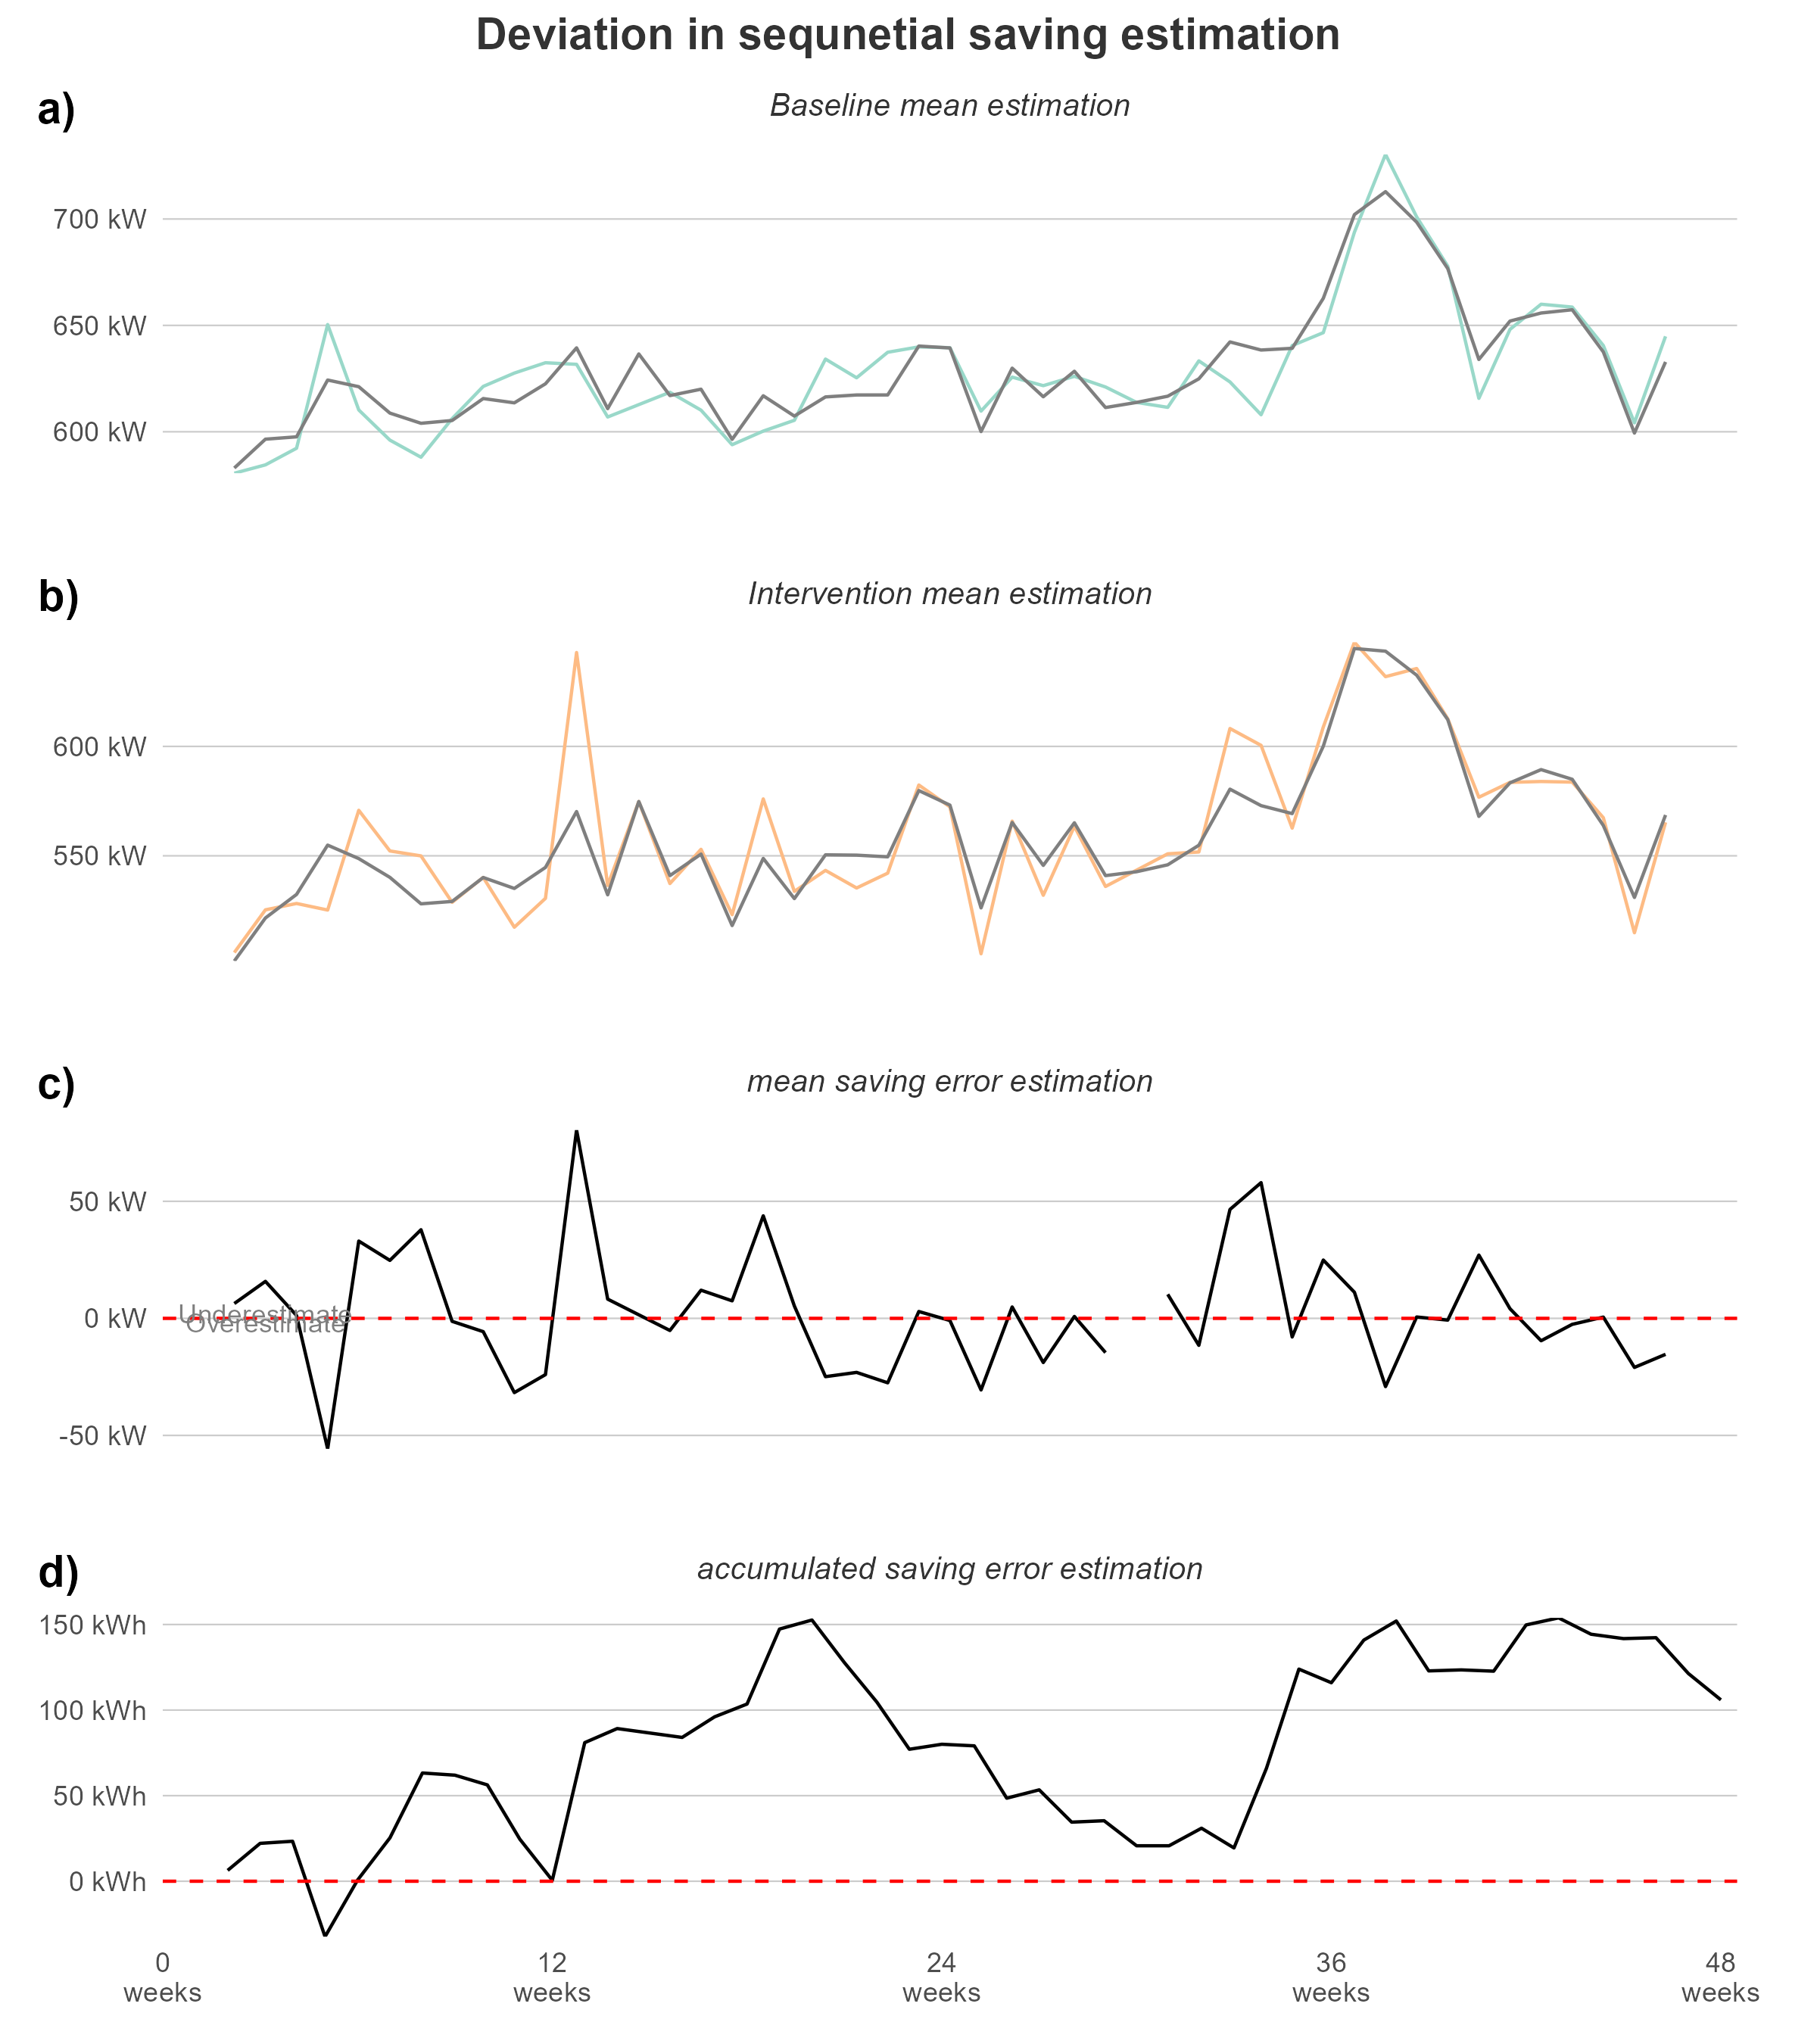 Deviation in sequnetial saving estimation
a)
Baseline mean estimation
700 kW
650 kW
600 kW
b)
Intervention mean estimation
600 kW
550 kW
c)
mean saving error estimation
50 kW
0 kW
-50 kW
Underestimate
Overestimate
d)
accumulated saving error estimation
150 kWh
100 kWh
50 kWh
0 kWh
0 12 24 36 48
weeks weeks weeks weeks weeks